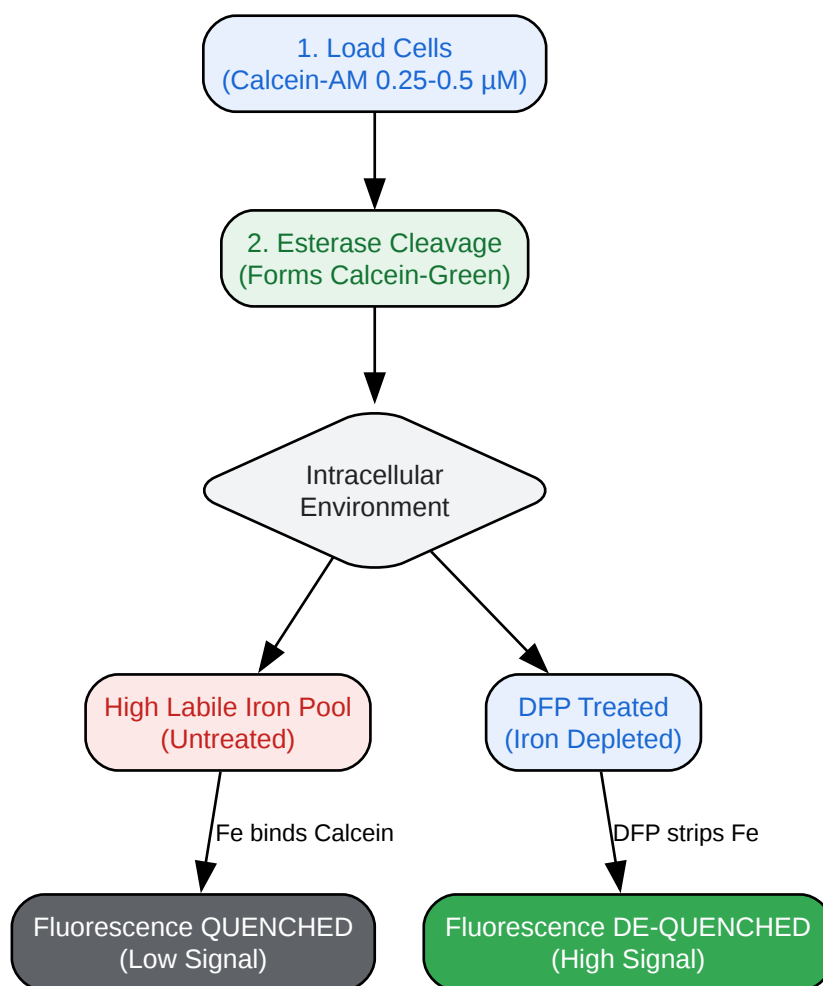 1. Load Cells
(Calcein-AM 0.25-0.5 µM)
2. Esterase Cleavage
(Forms Calcein-Green)
Intracellular
Environment
High Labile Iron Pool
(Untreated)
DFP Treated
(Iron Depleted)
Fe binds Calcein
DFP strips Fe
Fluorescence QUENCHED
(Low Signal)
Fluorescence DE-QUENCHED
(High Signal)